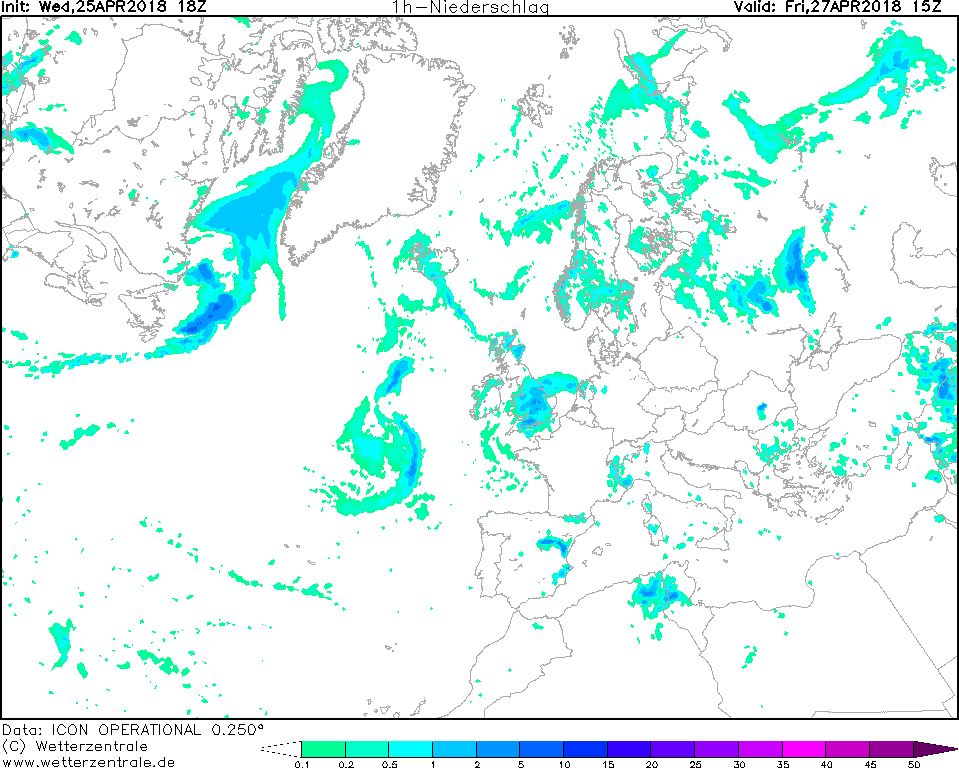 Init: Wed,25APR2018 18Z 1h-Niederschlag Valid: Fri,27APR2018 15Z
Data: ICON OPERATIONAL 0.250°
(C) Wetterzentrale
www.wetterzentrale.de
0.1 0.2 0.5 1 2 5 10 15 20 25 30 35 40 45 50